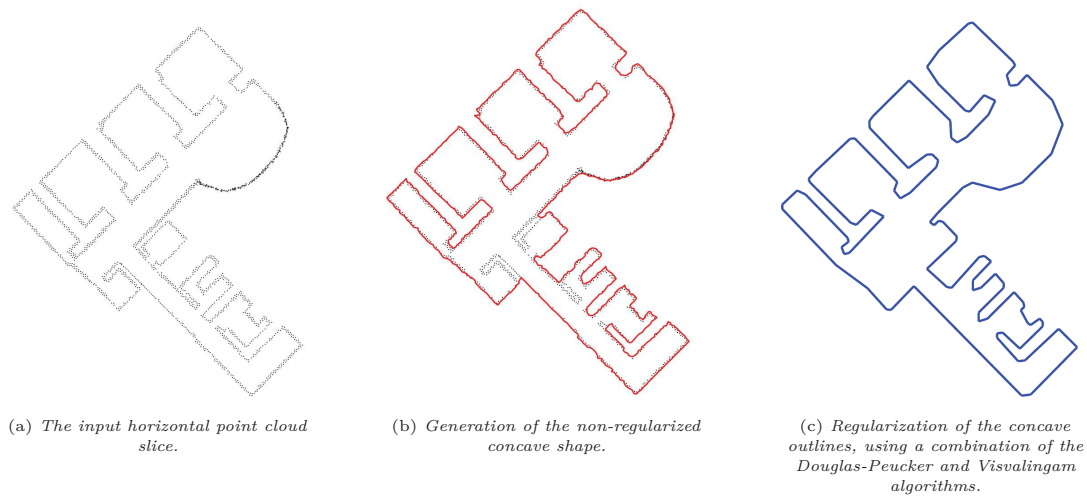 (a) The input horizontal point cloud
slice.
(b) Generation of the non-regularized
concave shape.
(c) Regularization of the concave
outlines, using a combination of the
Douglas-Peucker and Visvalingam
algorithms.